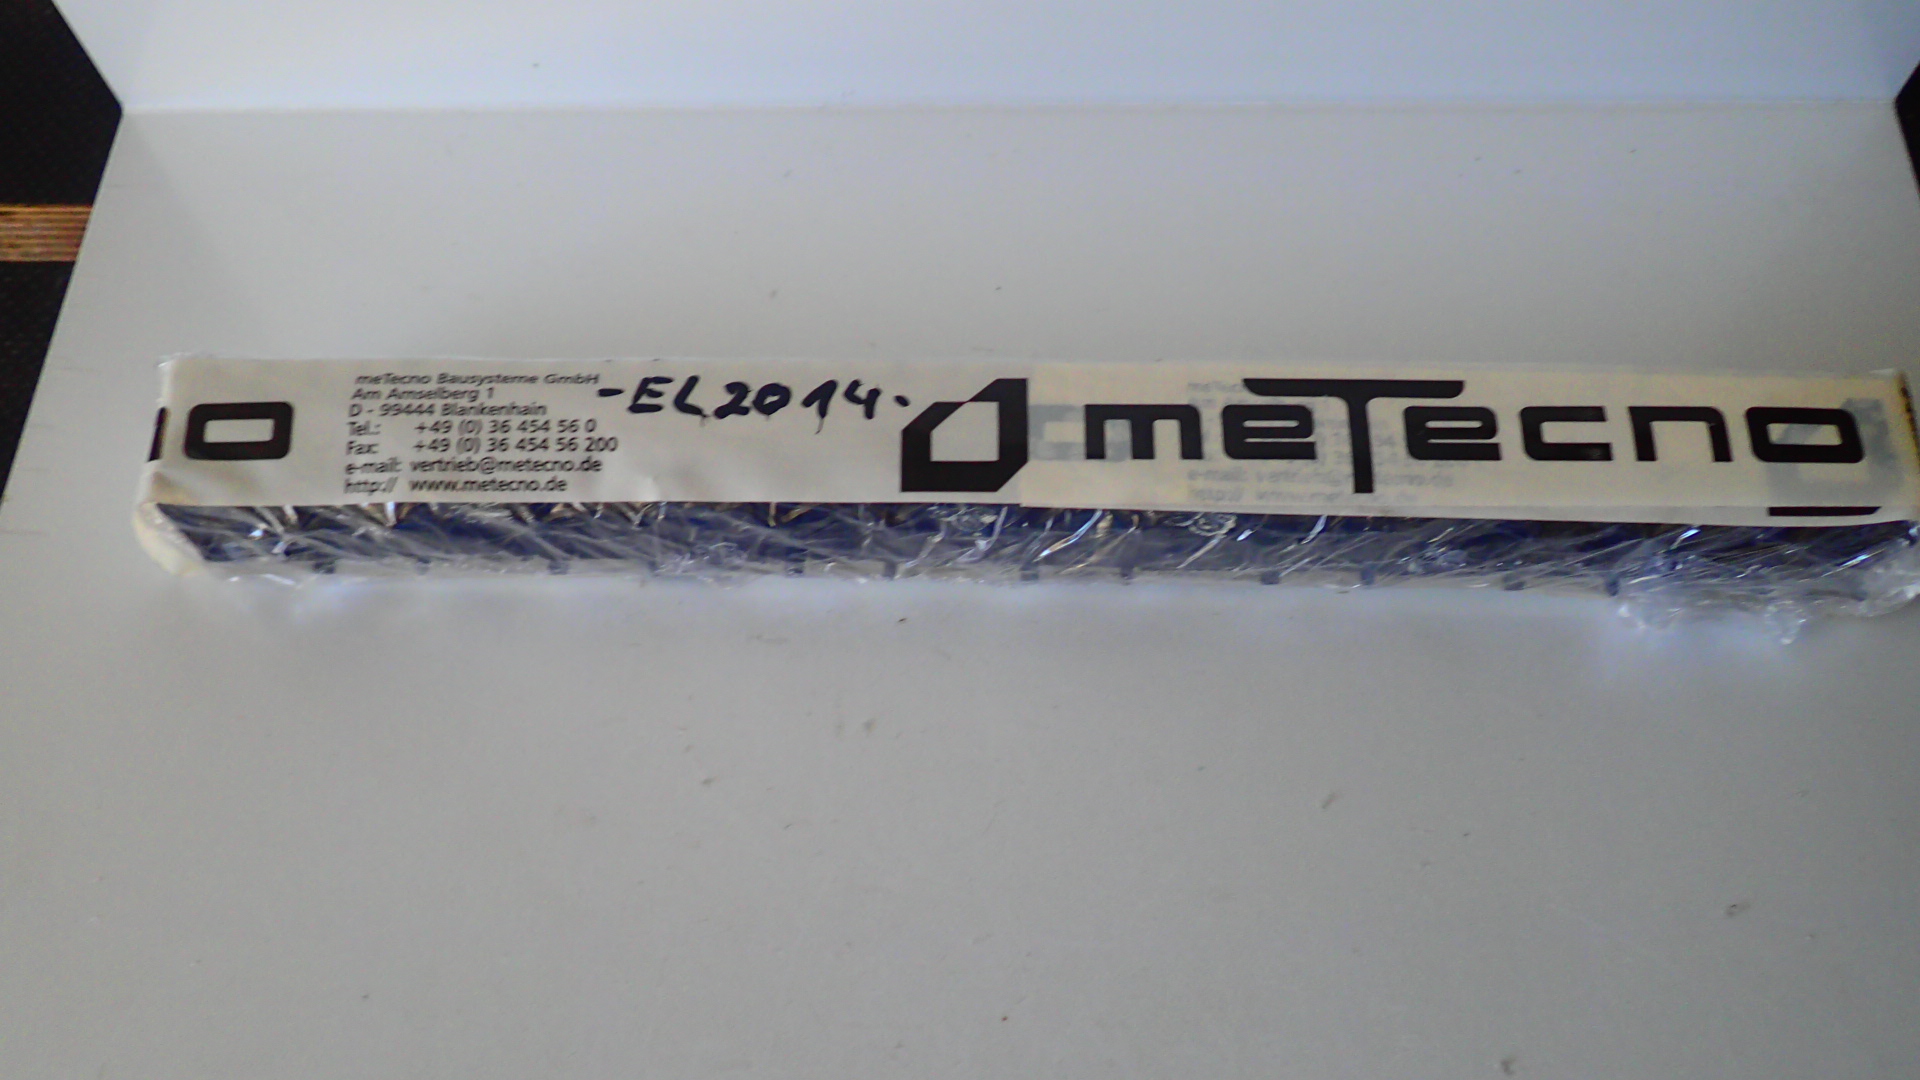 no
meTecno Bausysteme GmbH
Am Amselberg 1
D - 99444 Blankenhain
Tel.: +49 (0) 36 454 56 0
Fax: +49 (0) 36 454 56 200
e-mail: vertrieb@metecno.de
http:// www.metecno.de
-EL2014-
meTecno